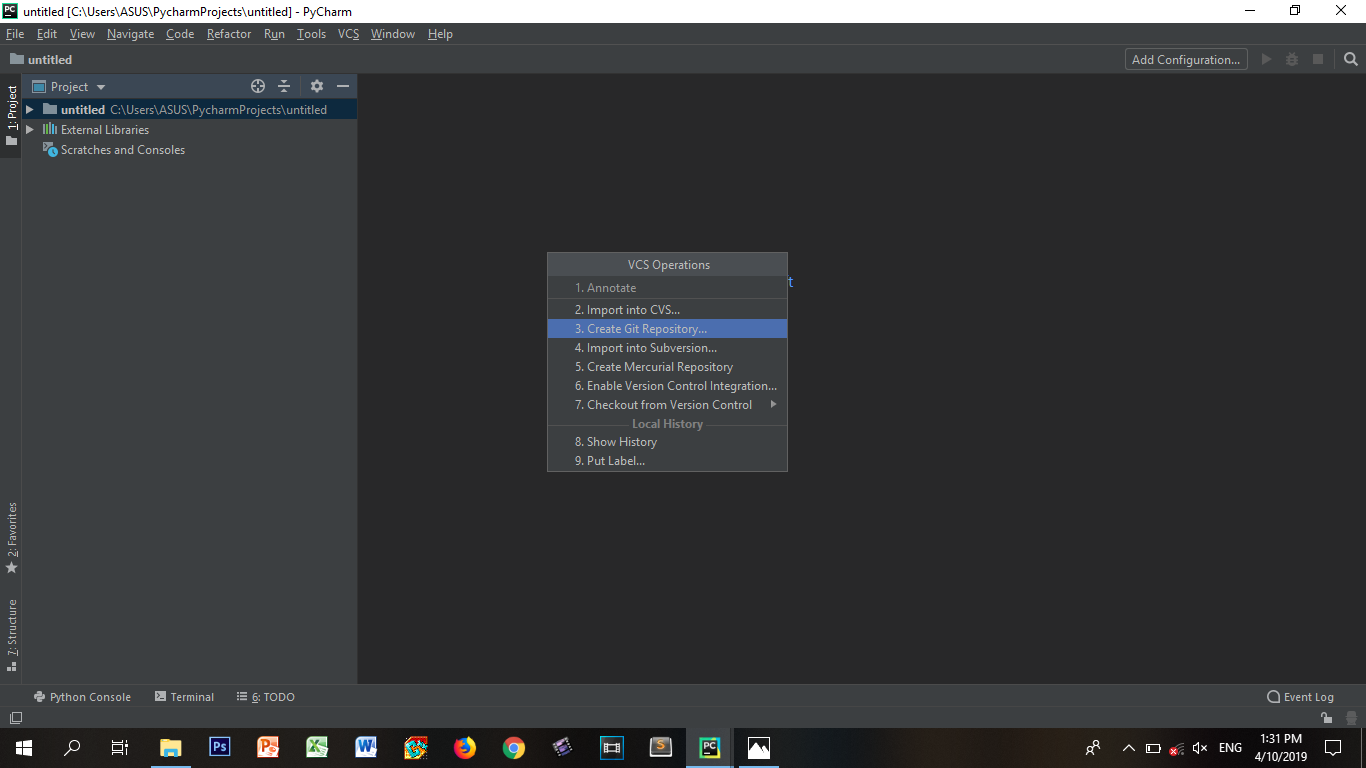 untitled [C:\Users\ASUS\PycharmProjects\untitled] - PyCharm
File Edit View Navigate Code Refactor Run Tools VCS Window Help
untitled
Add Configuration...
Project
untitled C:\Users\ASUS\PycharmProjects\untitled
External Libraries
Scratches and Consoles
1: Project
VCS Operations
1. Annotate
t
2. Import into CVS...
3. Create Git Repository...
4. Import into Subversion...
5. Create Mercurial Repository
6. Enable Version Control Integration...
7. Checkout from Version Control
Local History
8. Show History
9. Put Label...
2: Favorites
7: Structure
Python Console Terminal 6: TODO Event Log
Ps
PC
ENG
1:31 PM
4/10/2019